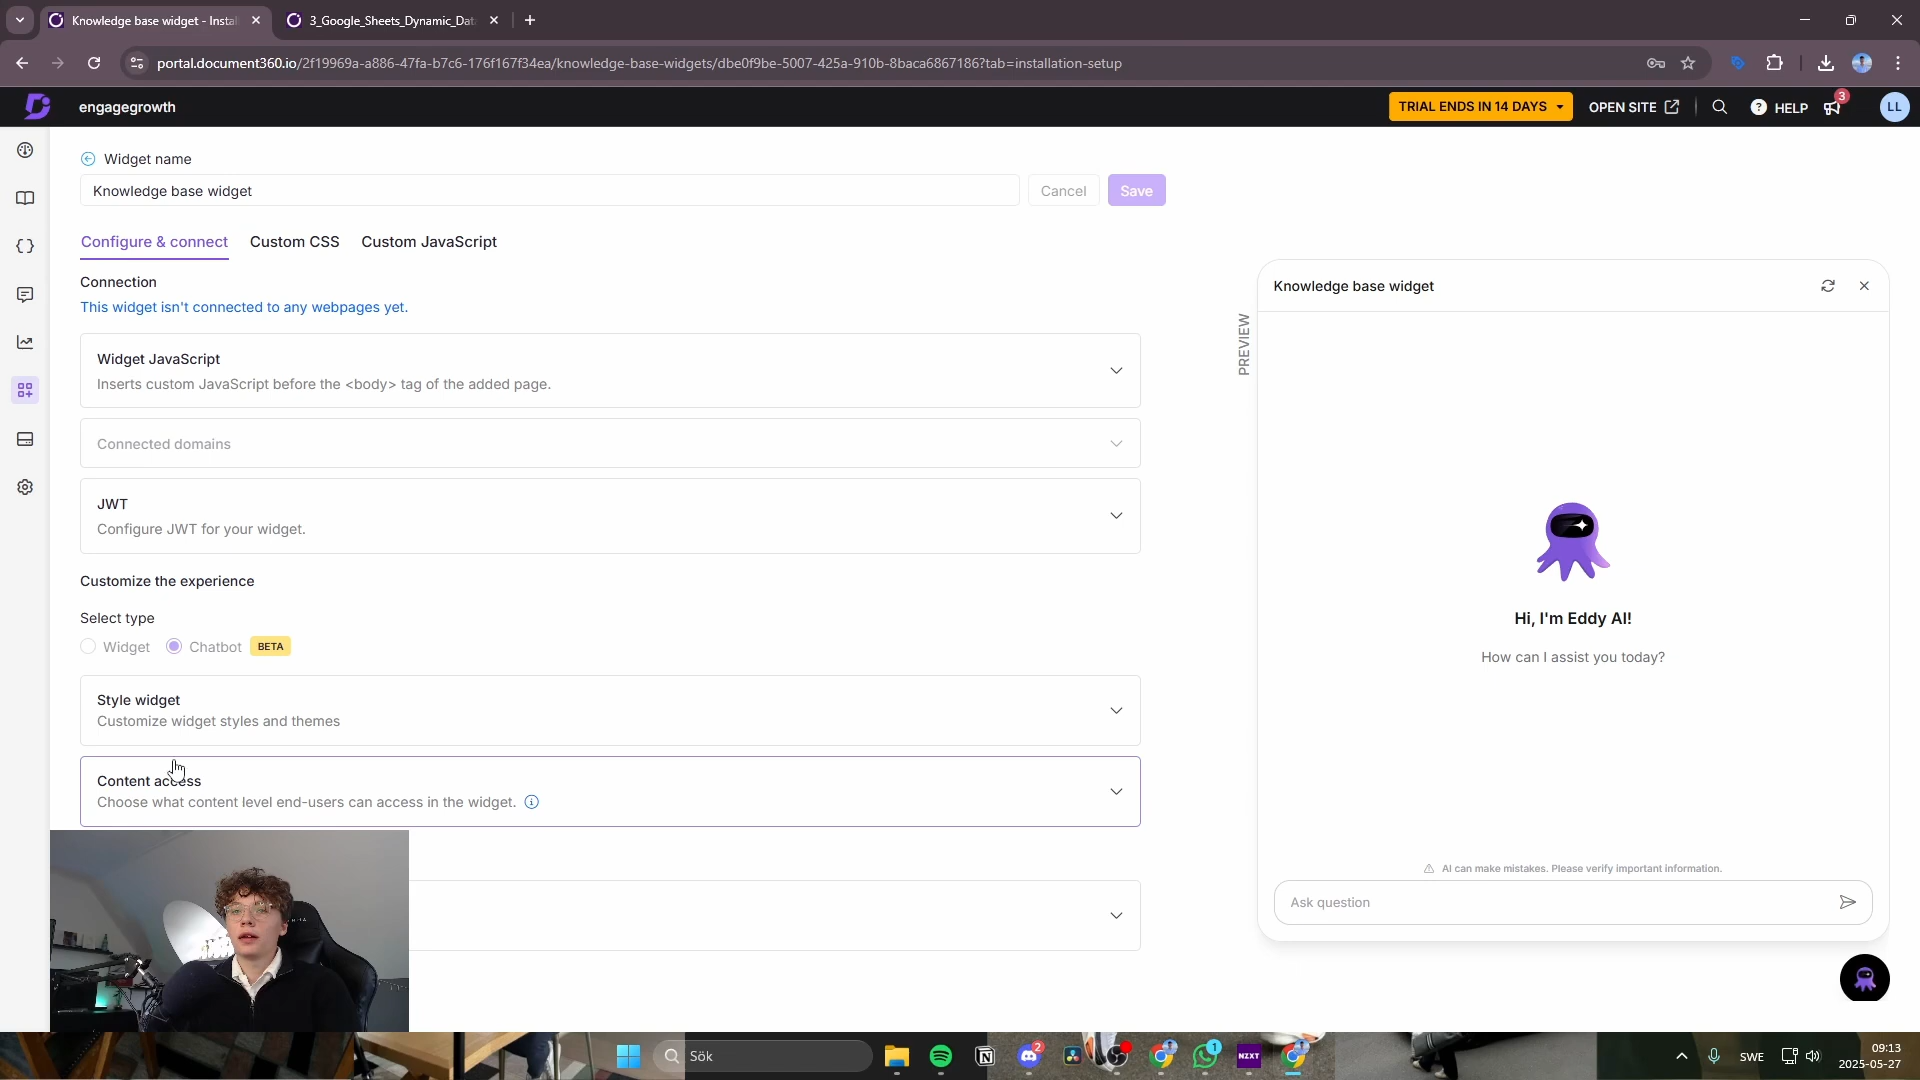 Knowledge base widget - Instal
3_Google_Sheets_Dynamic_Dat
portal.document360.io/2f19969a-a886-47fa-b7c6-176f167f34ea/knowledge-base-widgets/dbe0f9be-5007-425a-910b-8baca6867186?tab=installation-setup
engagegrowth
TRIAL ENDS IN 14 DAYS
OPEN SITE
HELP
3
LL
Widget name
Knowledge base widget
Cancel
Save
Configure & connect
Custom CSS
Custom JavaScript
Connection
This widget isn't connected to any webpages yet.
Widget JavaScript
Inserts custom JavaScript before the <body> tag of the added page.
Connected domains
JWT
Configure JWT for your widget.
Customize the experience
Select type
Widget
Chatbot
BETA
Style widget
Customize widget styles and themes
Content access
Choose what content level end-users can access in the widget.
PREVIEW
Knowledge base widget
Hi, I'm Eddy AI!
How can I assist you today?
AI can make mistakes. Please verify important information.
Ask question
Sök
2
1
NZXT
SWE
09:13
2025-05-27